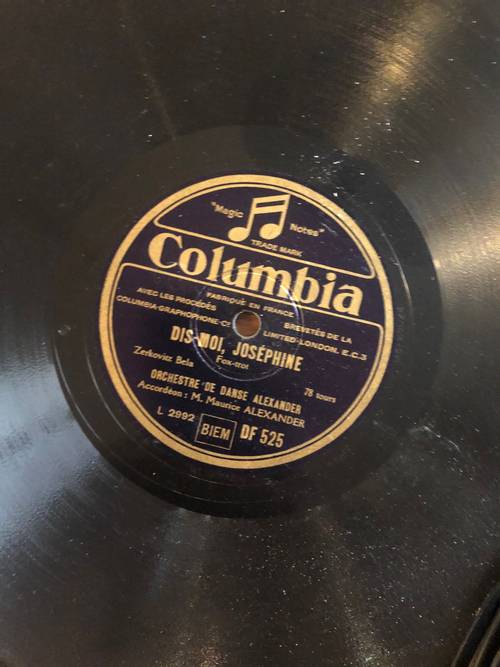 "Magic Notes"
TRADE MARK
Columbia
FABRIQUÉ EN FRANCE
AVEC LES PROCÉDÉS BREVETÉS DE LA
COLUMBIA-GRAPHOPHONE-Cº LIMITED-LONDON, E.C.3
DIS-MOI, JOSÉPHINE
Fox-trot
Zerkoviez Bela 78 tours
ORCHESTRE DE DANSE ALEXANDER
Accordéon : M. Maurice ALEXANDER
L 2992 BIEM DF 525